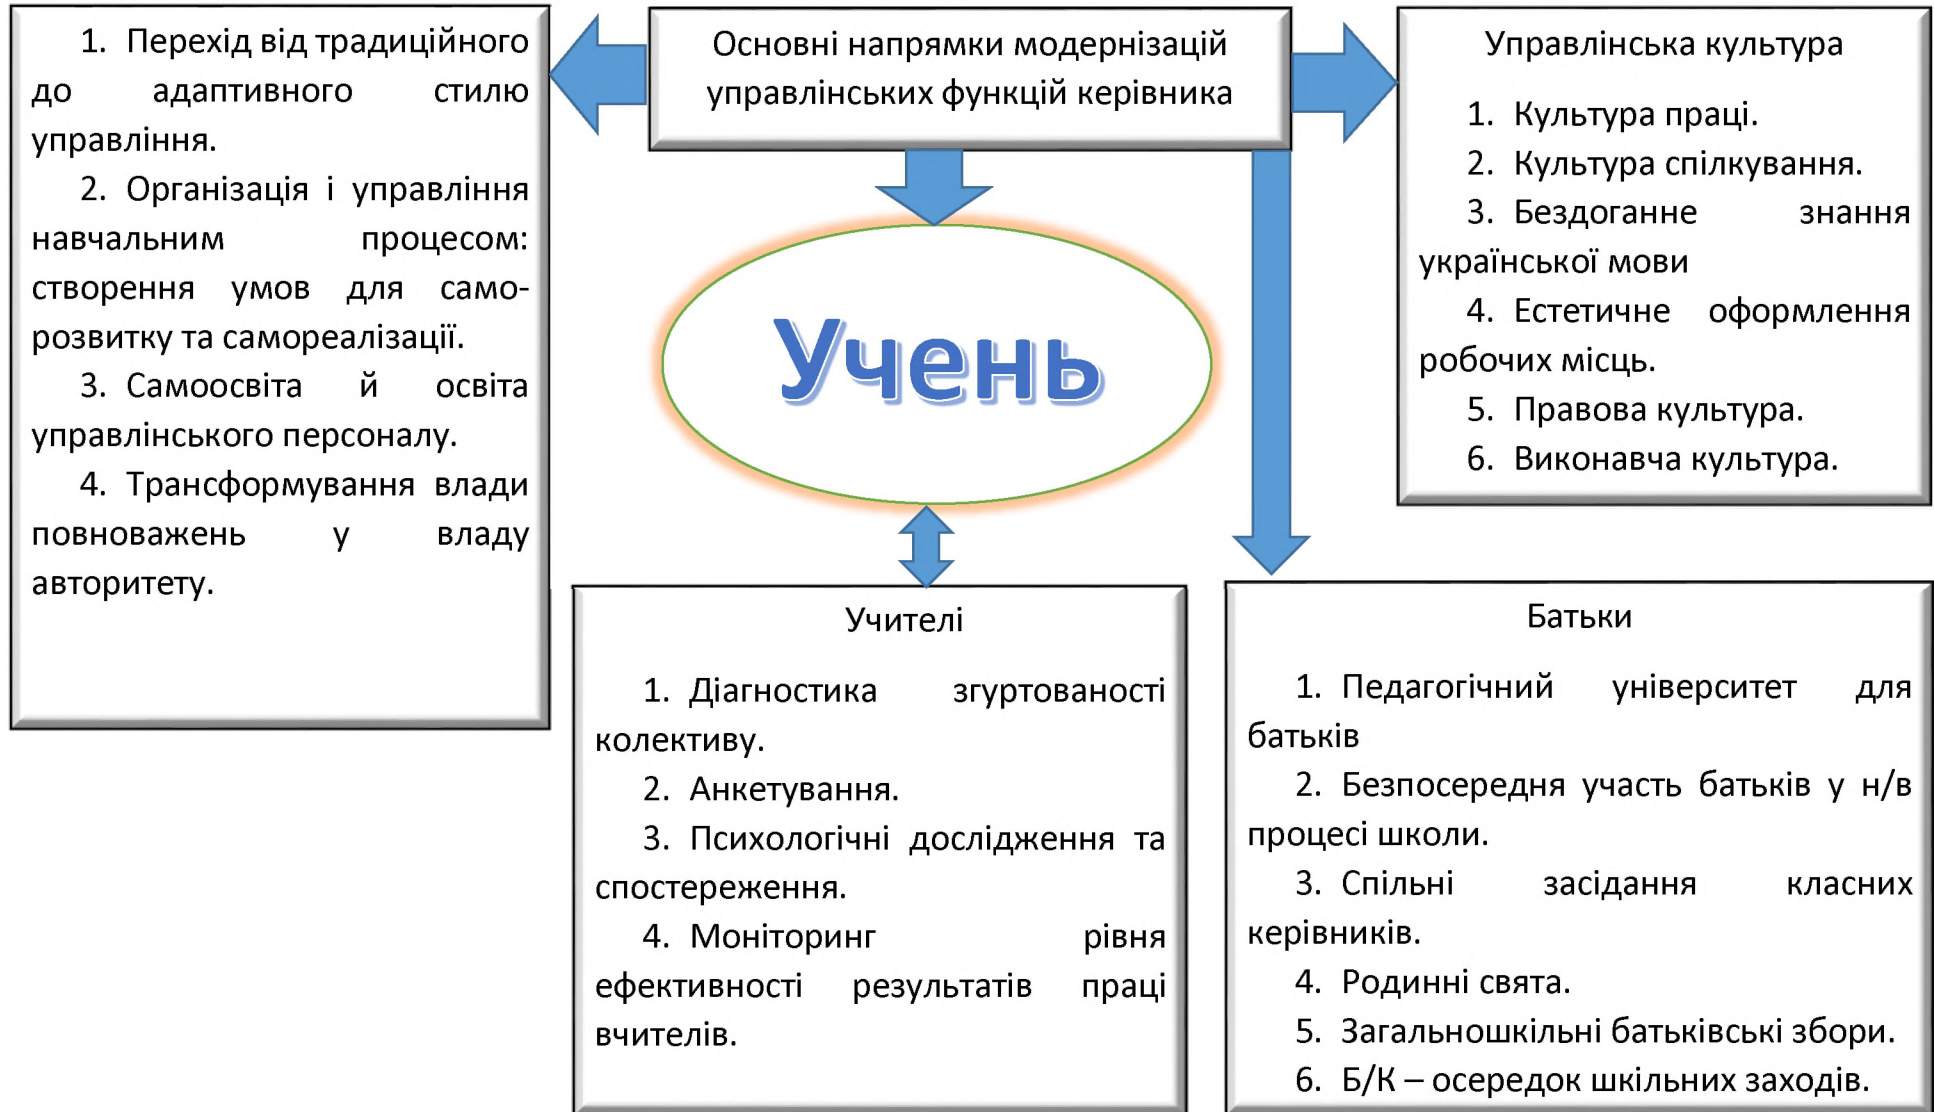 1. Перехід від традиційного
до адаптивного стилю
управління.
2. Організація і управління
навчальним процесом:
створення умов для само-
розвитку та самореалізації.
3. Самоосвіта й освіта
управлінського персоналу.
4. Трансформування влади
повноважень у владу
авторитету.
Основні напрямки модернізацій
управлінських функцій керівника
Управлінська культура
1. Культура праці.
2. Культура спілкування.
3. Бездоганне знання
української мови
4. Естетичне оформлення
робочих місць.
5. Правова культура.
6. Виконавча культура.
Учень
Учителі
1. Діагностика згуртованості
колективу.
2. Анкетування.
3. Психологічні дослідження та
спостереження.
4. Моніторинг рівня
ефективності результатів праці
вчителів.
Батьки
1. Педагогічний університет для
батьків
2. Безпосередня участь батьків у н/в
процесі школи.
3. Спільні засідання класних
керівників.
4. Родинні свята.
5. Загальношкільні батьківські збори.
6. Б/К – осередок шкільних заходів.